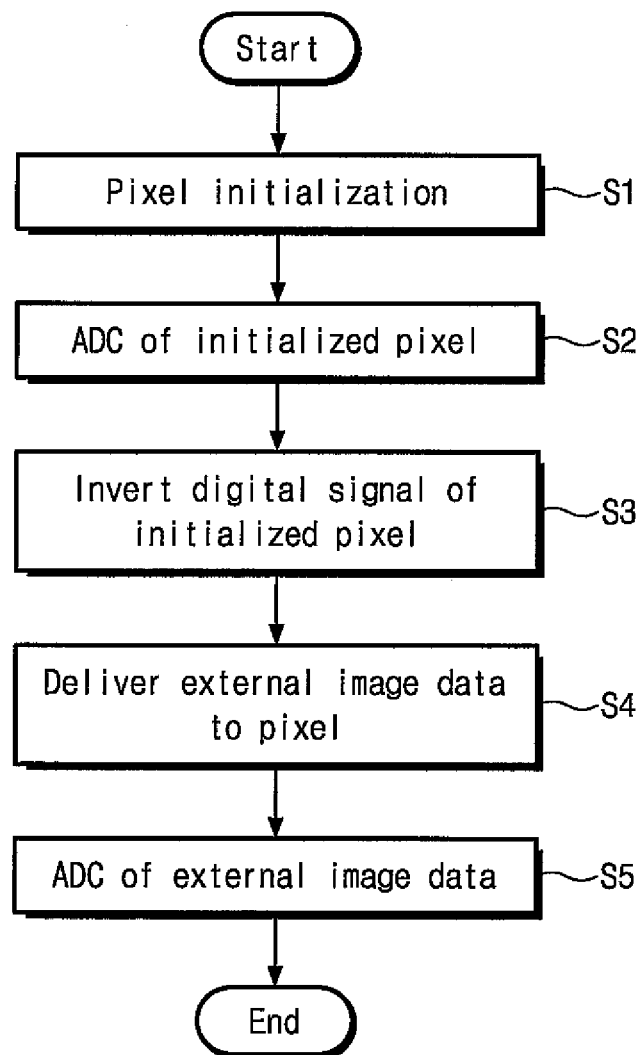 Start
Pixel initialization
S1
ADC of initialized pixel
S2
Invert digital signal of
initialized pixel
S3
Deliver external image data
to pixel
S4
ADC of external image data
S5
End